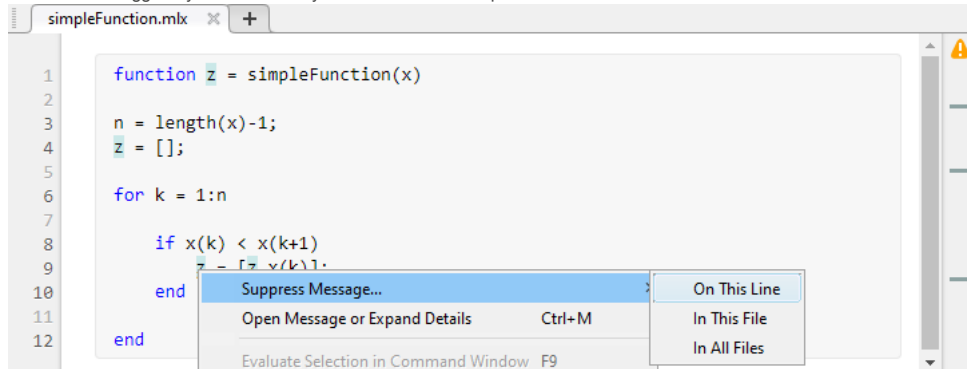 simpleFunction.mlx × +
1 function z = simpleFunction(x)
2
3 n = length(x)-1;
4 z = [];
5
6 for k = 1:n
7
8 if x(k) < x(k+1)
9 z = [z x(k)];
10 end
11
12 end
Suppress Message... On This Line
Open Message or Expand Details Ctrl+M In This File
In All Files
Evaluate Selection in Command Window F9